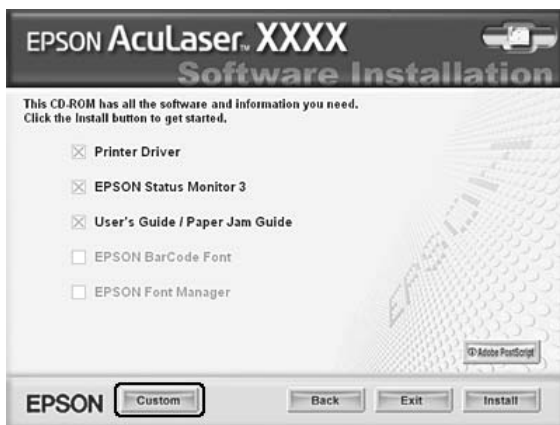 EPSON AcuLaser™ XXXX
Software Installation
This CD-ROM has all the software and information you need.
Click the Install button to get started.
Printer Driver
EPSON Status Monitor 3
User's Guide / Paper Jam Guide
EPSON BarCode Font
EPSON Font Manager
EPSON
Adobe PostScript
EPSON Custom Back Exit Install